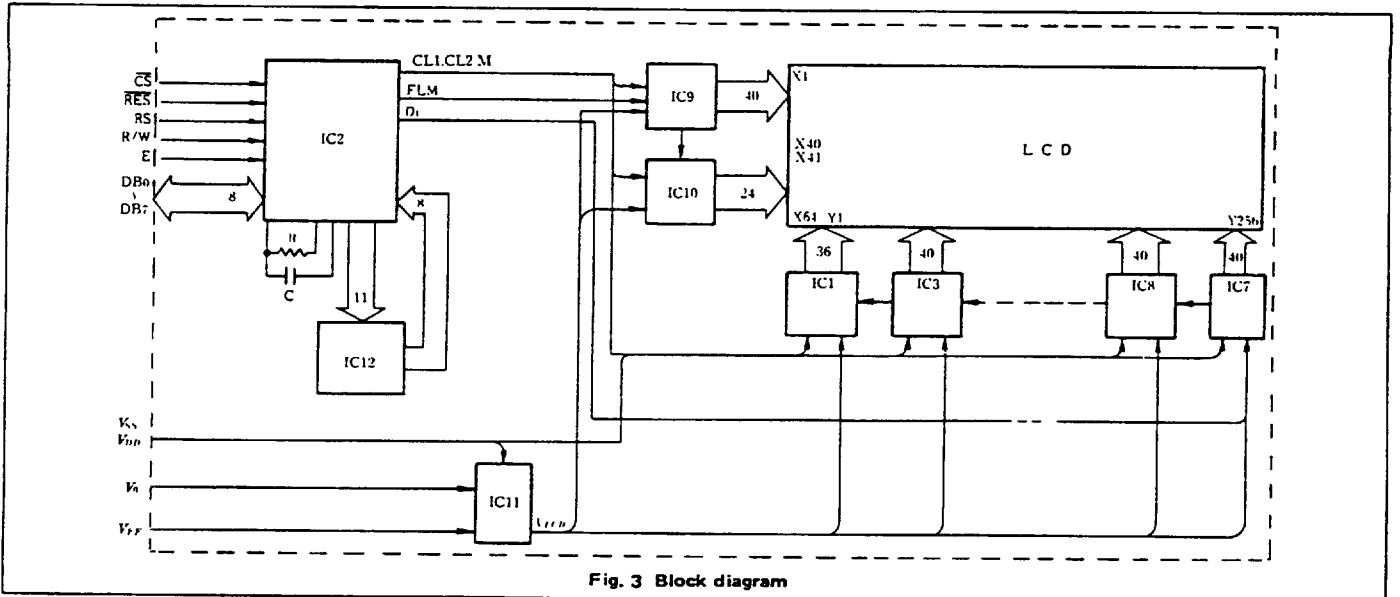 CS
RES
RS
R/W
E
DB0
DB7
8
IC2
CL1.CL2 M
FLM
D1
R
C
11
8
IC12
IC9
40
IC10
24
X1
X40
X41
LCD
X64 Y1
Y256
36
40
40
40
IC1
IC3
IC8
IC7
VSS
VDD
V0
VEE
IC11
VLCD
Fig. 3 Block diagram